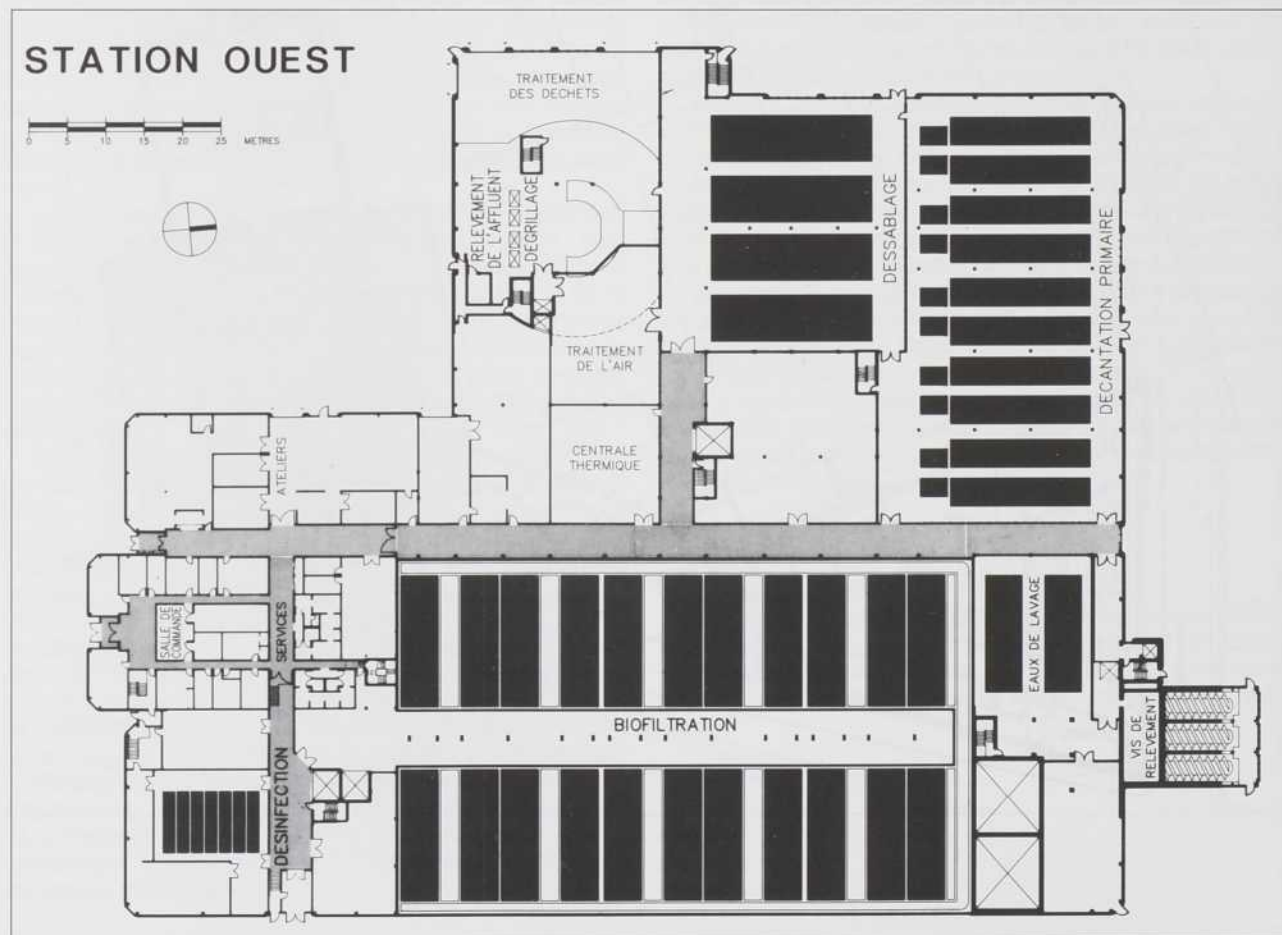 STATION OUEST
0 5 10 15 20 25 METRES
TRAITEMENT
DES DECHETS
RELEVEMENT
DE L'AFFLUENT
DEGRILLAGE
DESSABLAGE
DECANTATION PRIMAIRE
TRAITEMENT
DE L'AIR
CENTRALE
THERMIQUE
ATELIERS
SALLE DE
COMMANDE
SERVICES
EAUX DE LAVAGE
BIOFILTRATION
VIS DE
RELEVEMENT
DESINFECTION